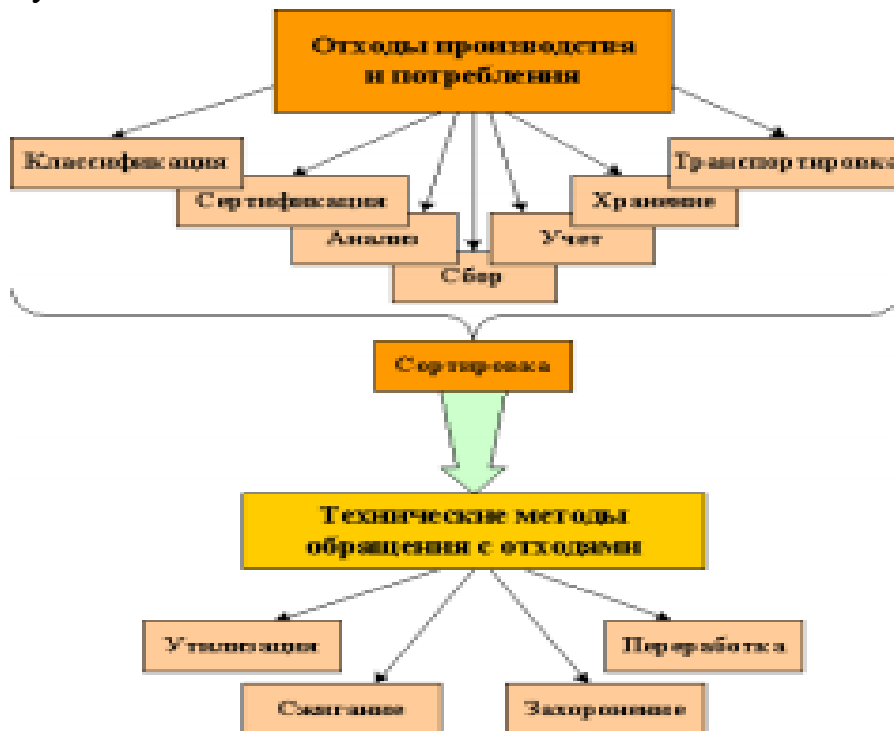 Отходы производства
и потребления
Классификация
Транспортировка
Сертификация
Хранение
Анализ
Учет
Сбор
Сортировка
Технические методы
обращения с отходами
Утилизация
Переработка
Сжигание
Захоронение